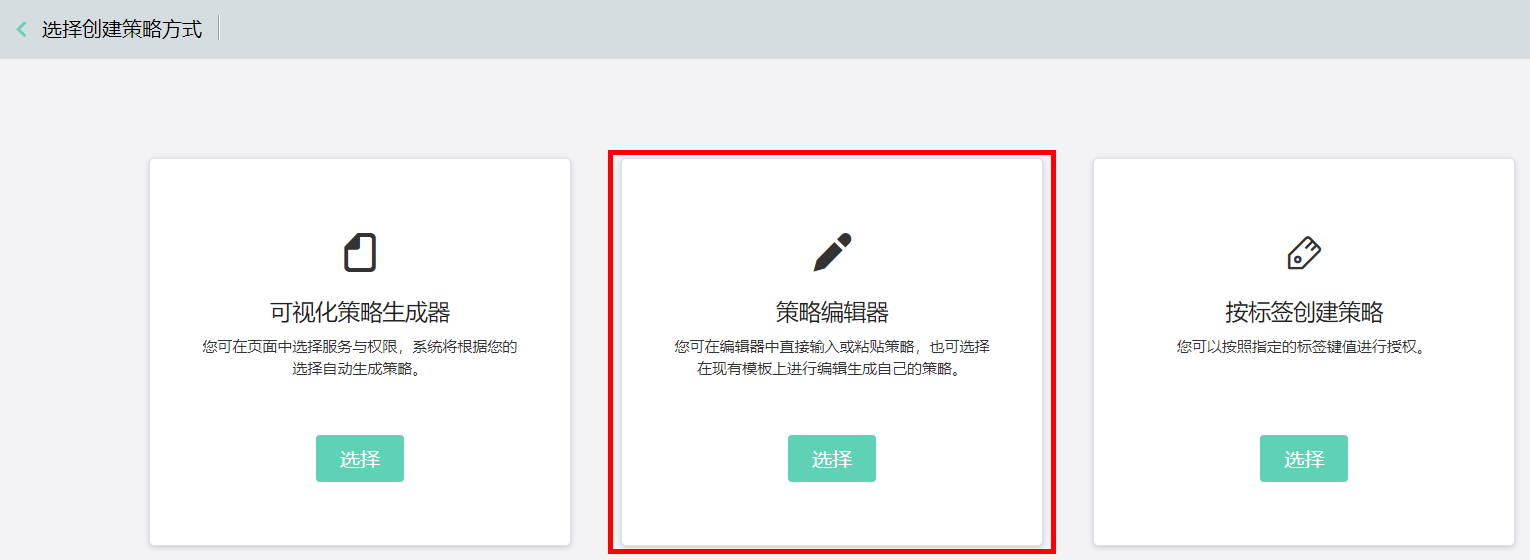 选择创建策略方式
可视化策略生成器
您可在页面中选择服务与权限，系统将根据您的
选择自动生成策略。
选择
策略编辑器
您可在编辑器中直接输入或粘贴策略，也可选择
在现有模板上进行编辑生成自己的策略。
选择
按标签创建策略
您可以按照指定的标签键值进行授权。
选择